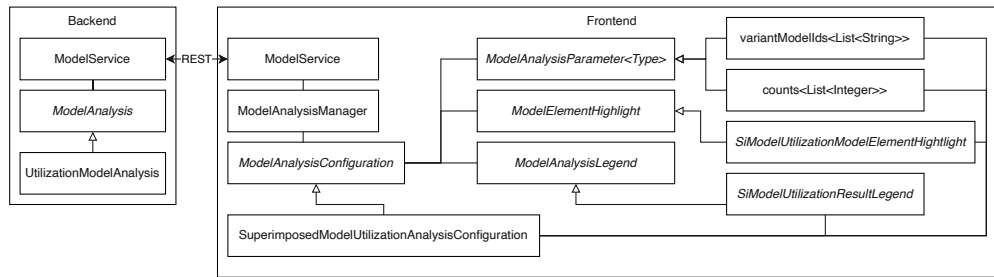 Backend
Frontend
ModelService
REST
ModelService
ModelAnalysisParameter<Type>
variantModelIds<List<String>>
counts<List<Integer>>
ModelAnalysis
ModelAnalysisManager
ModelElementHighlight
SiModelUtilizationModelElementHightlight
UtilizationModelAnalysis
ModelAnalysisConfiguration
ModelAnalysisLegend
SiModelUtilizationResultLegend
SuperimposedModelUtilizationAnalysisConfiguration